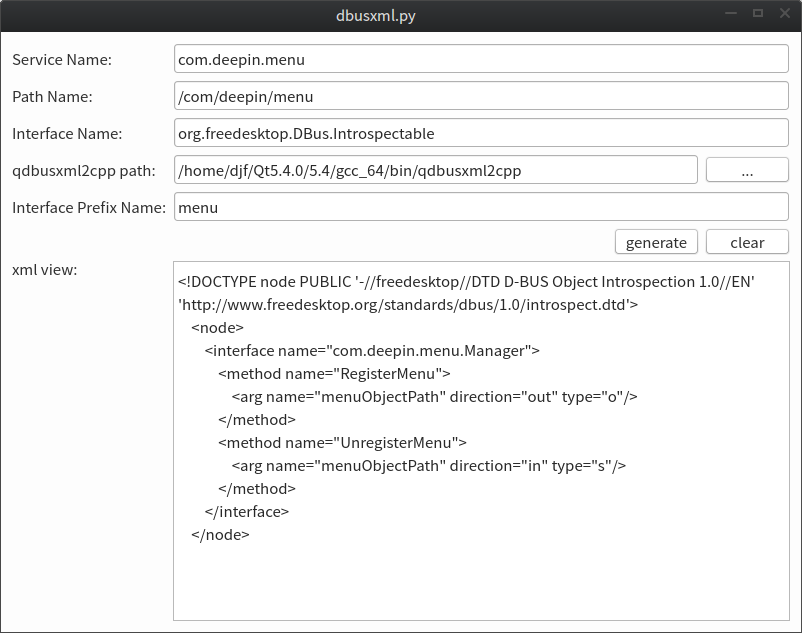 dbusxml.py
Service Name: com.deepin.menu
Path Name: /com/deepin/menu
Interface Name: org.freedesktop.DBus.Introspectable
qdbusxml2cpp path: /home/djf/Qt5.4.0/5.4/gcc_64/bin/qdbusxml2cpp ...
Interface Prefix Name: menu
generate clear
xml view:
<!DOCTYPE node PUBLIC '-//freedesktop//DTD D-BUS Object Introspection 1.0//EN'
'http://www.freedesktop.org/standards/dbus/1.0/introspect.dtd'>
<node>
<interface name="com.deepin.menu.Manager">
<method name="RegisterMenu">
<arg name="menuObjectPath" direction="out" type="o"/>
</method>
<method name="UnregisterMenu">
<arg name="menuObjectPath" direction="in" type="s"/>
</method>
</interface>
</node>